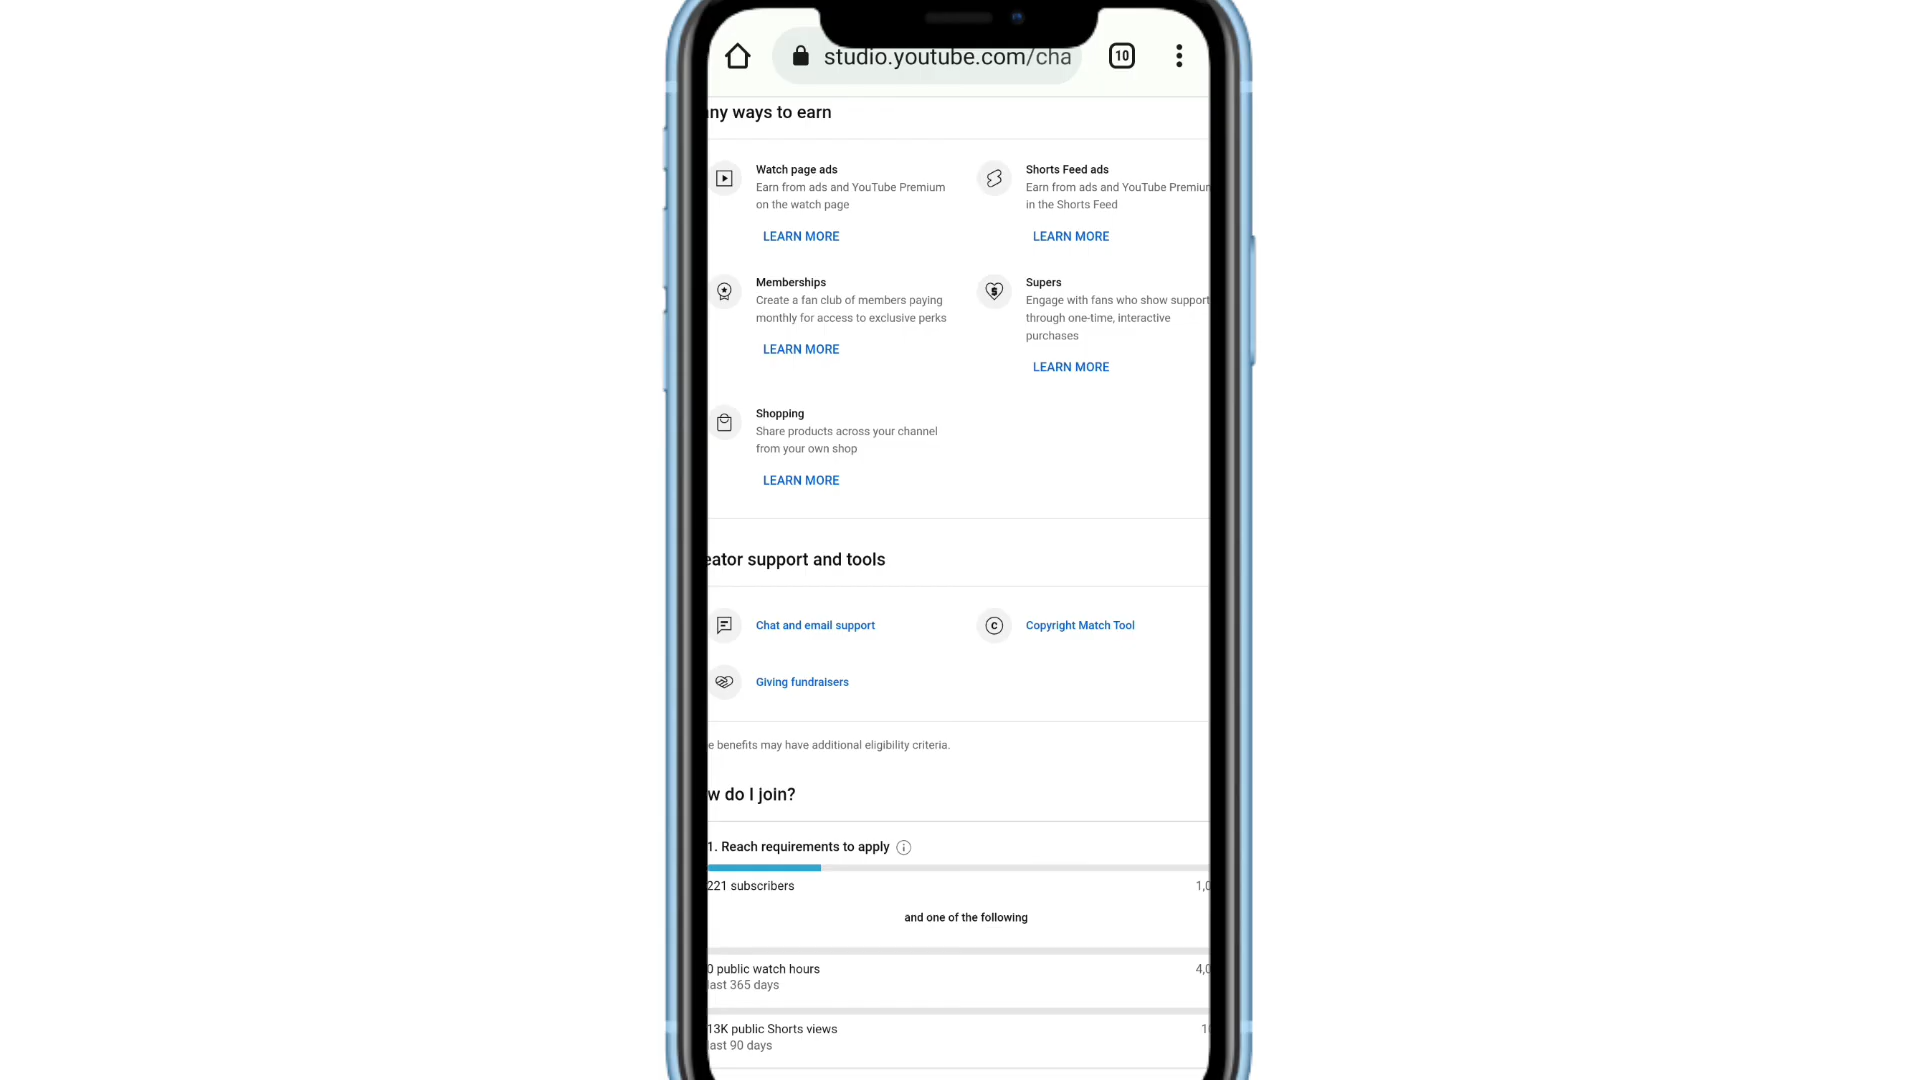 studio.youtube.com/cha
10
ny ways to earn
Watch page ads
Earn from ads and YouTube Premium
on the watch page
LEARN MORE
Shorts Feed ads
Earn from ads and YouTube Premium
in the Shorts Feed
LEARN MORE
Memberships
Create a fan club of members paying
monthly for access to exclusive perks
LEARN MORE
Supers
Engage with fans who show support
through one-time, interactive
purchases
LEARN MORE
Shopping
Share products across your channel
from your own shop
LEARN MORE
eator support and tools
Chat and email support
Copyright Match Tool
Giving fundraisers
e benefits may have additional eligibility criteria.
w do I join?
1. Reach requirements to apply
221 subscribers
1,0
and one of the following
0 public watch hours
4,0
last 365 days
13K public Shorts views
1
last 90 days